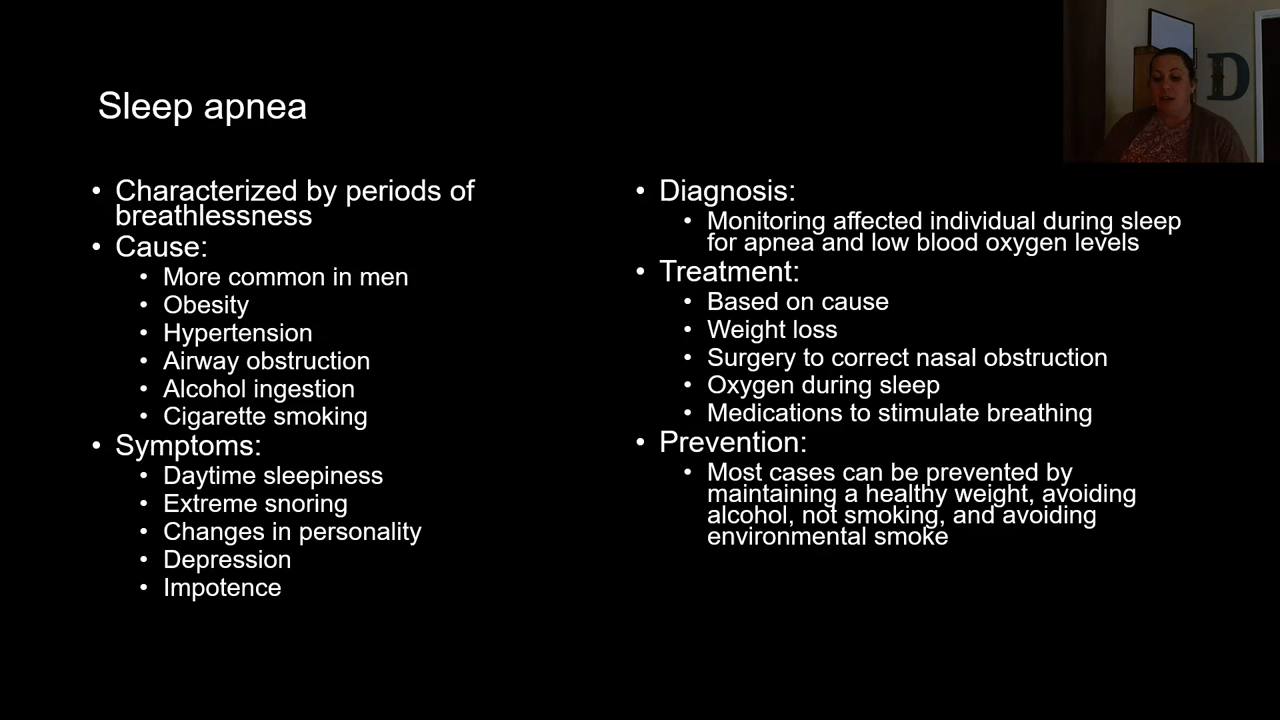 Sleep apnea
• Characterized by periods of
breathlessness
• Cause:
• More common in men
• Obesity
• Hypertension
• Airway obstruction
• Alcohol ingestion
• Cigarette smoking
• Symptoms:
• Daytime sleepiness
• Extreme snoring
• Changes in personality
• Depression
• Impotence
• Diagnosis:
• Monitoring affected individual during sleep
for apnea and low blood oxygen levels
• Treatment:
• Based on cause
• Weight loss
• Surgery to correct nasal obstruction
• Oxygen during sleep
• Medications to stimulate breathing
• Prevention:
• Most cases can be prevented by
maintaining a healthy weight, avoiding
alcohol, not smoking, and avoiding
environmental smoke
D